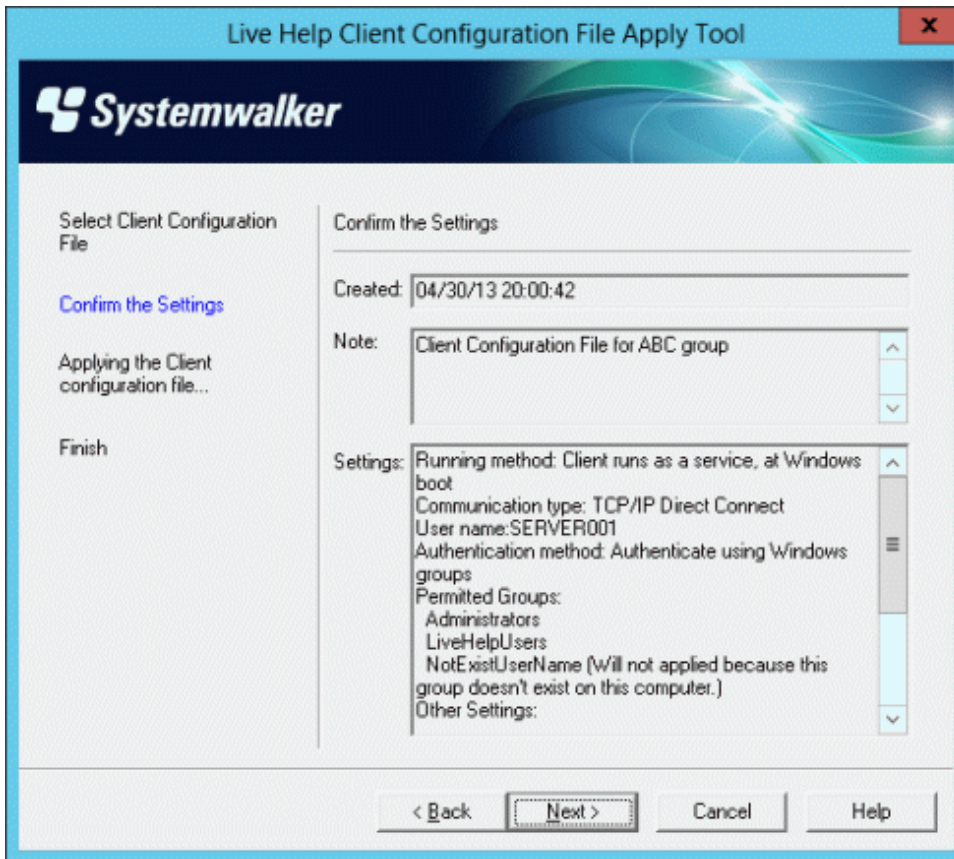 Live Help Client Configuration File Apply Tool
x
Systemwalker
Select Client Configuration
File
Confirm the Settings
Applying the Client
configuration file...
Finish
Confirm the Settings
Created: 04/30/13 20:00:42
Note: Client Configuration File for ABC group
Settings: Running method: Client runs as a service, at Windows
boot
Communication type: TCP/IP Direct Connect
User name:SERVER001
Authentication method: Authenticate using Windows
groups
Permitted Groups:
Administrators
LiveHelpUsers
NotExistUserName (Will not applied because this
group doesn't exist on this computer.)
Other Settings:
< Back
Next >
Cancel
Help